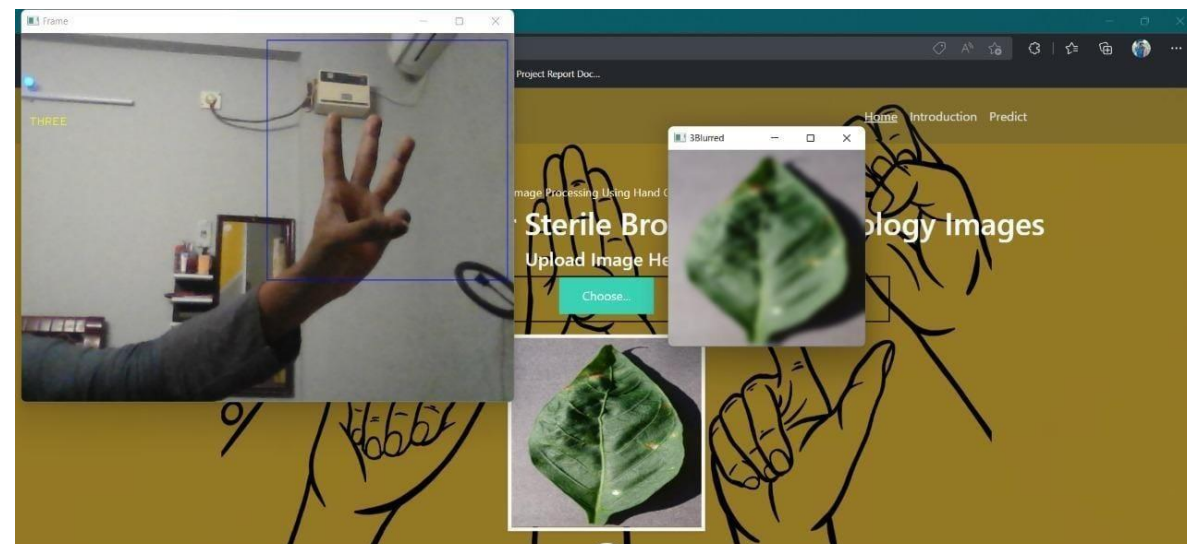 Frame
Project Report Doc...
THREE
Home Introduction Predict
3Blurred
mage Processing Using Hand
Sterile Bro
ology Images
Upload Image He
Choose...